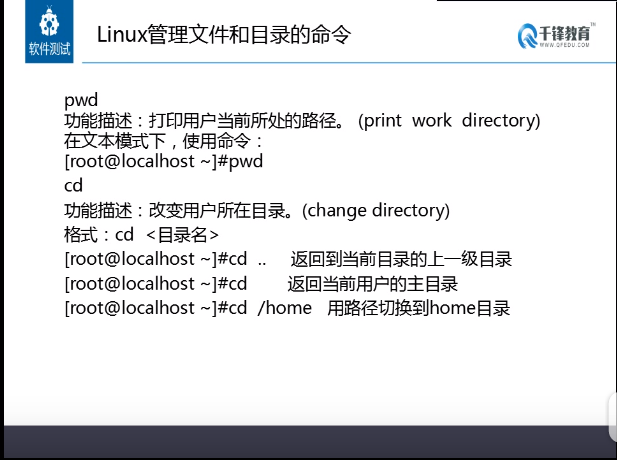 软件测试
Linux管理文件和目录的命令
千锋教育
WWW.QFEDU.COM
pwd
功能描述：打印用户当前所处的路径。 (print work directory)
在文本模式下，使用命令：
[root@localhost ~]#pwd
cd
功能描述：改变用户所在目录。(change directory)
格式：cd <目录名>
[root@localhost ~]#cd .. 返回到当前目录的上一级目录
[root@localhost ~]#cd 返回当前用户的主目录
[root@localhost ~]#cd /home 用路径切换到home目录